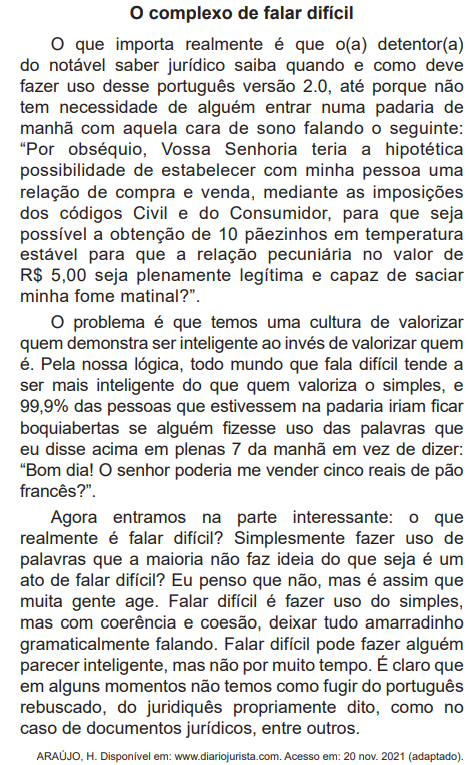 O complexo de falar difícil
O que importa realmente é que o(a) detentor(a)
do notável saber jurídico saiba quando e como deve
fazer uso desse português versão 2.0, até porque não
tem necessidade de alguém entrar numa padaria de
manhã com aquela cara de sono falando o seguinte:
“Por obséquio, Vossa Senhoria teria a hipotética
possibilidade de estabelecer com minha pessoa uma
relação de compra e venda, mediante as imposições
dos códigos Civil e do Consumidor, para que seja
possível a obtenção de 10 pãezinhos em temperatura
estável para que a relação pecuniária no valor de
R$ 5,00 seja plenamente legítima e capaz de saciar
minha fome matinal?”.
O problema é que temos uma cultura de valorizar
quem demonstra ser inteligente ao invés de valorizar quem
é. Pela nossa lógica, todo mundo que fala difícil tende a
ser mais inteligente do que quem valoriza o simples, e
99,9% das pessoas que estivessem na padaria iriam ficar
boquiabertas se alguém fizesse uso das palavras que
eu disse acima em plenas 7 da manhã em vez de dizer:
“Bom dia! O senhor poderia me vender cinco reais de pão
francês?”.
Agora entramos na parte interessante: o que
realmente é falar difícil? Simplesmente fazer uso de
palavras que a maioria não faz ideia do que seja é um
ato de falar difícil? Eu penso que não, mas é assim que
muita gente age. Falar difícil é fazer uso do simples,
mas com coerência e coesão, deixar tudo amarradinho
gramaticalmente falando. Falar difícil pode fazer alguém
parecer inteligente, mas não por muito tempo. É claro que
em alguns momentos não temos como fugir do português
rebuscado, do juridiquês propriamente dito, como no
caso de documentos jurídicos, entre outros.
ARAÚJO, H. Disponível em: www.diariojurista.com. Acesso em: 20 nov. 2021 (adaptado).